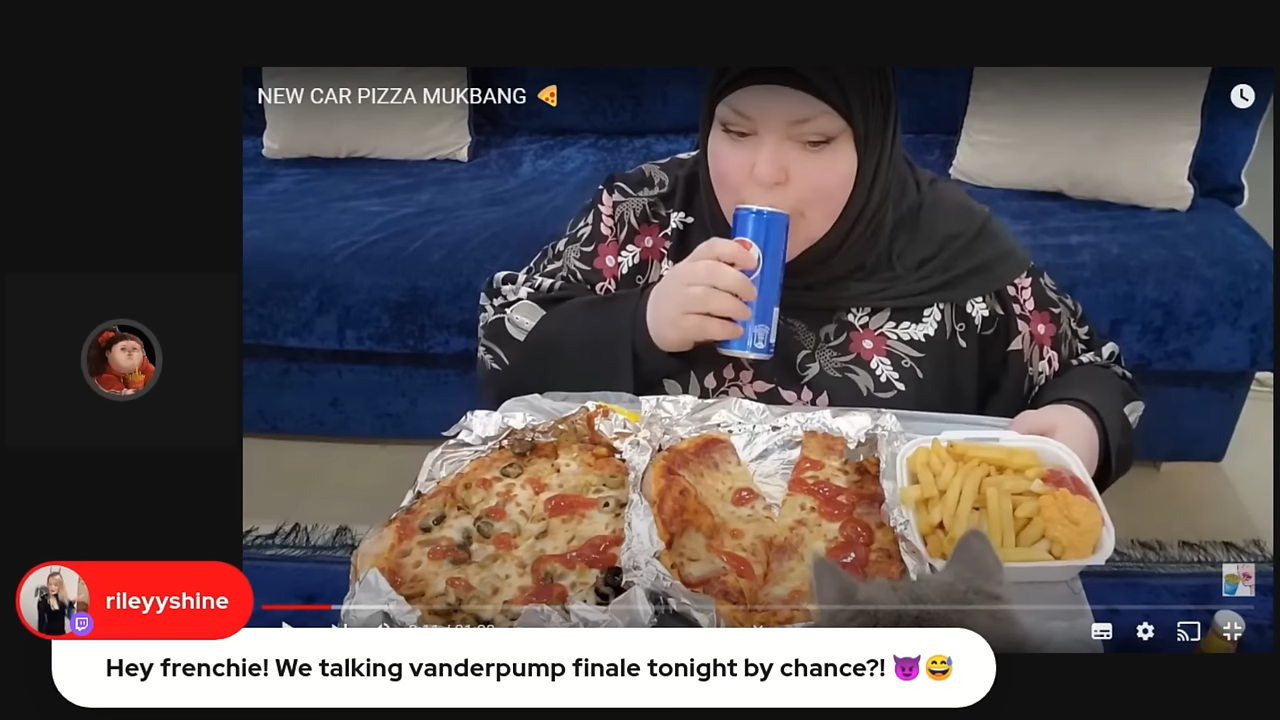 NEW CAR PIZZA MUKBANG 🍕
rileyyshine
Hey frenchie! We talking vanderpump finale tonight by chance?! 😈😅